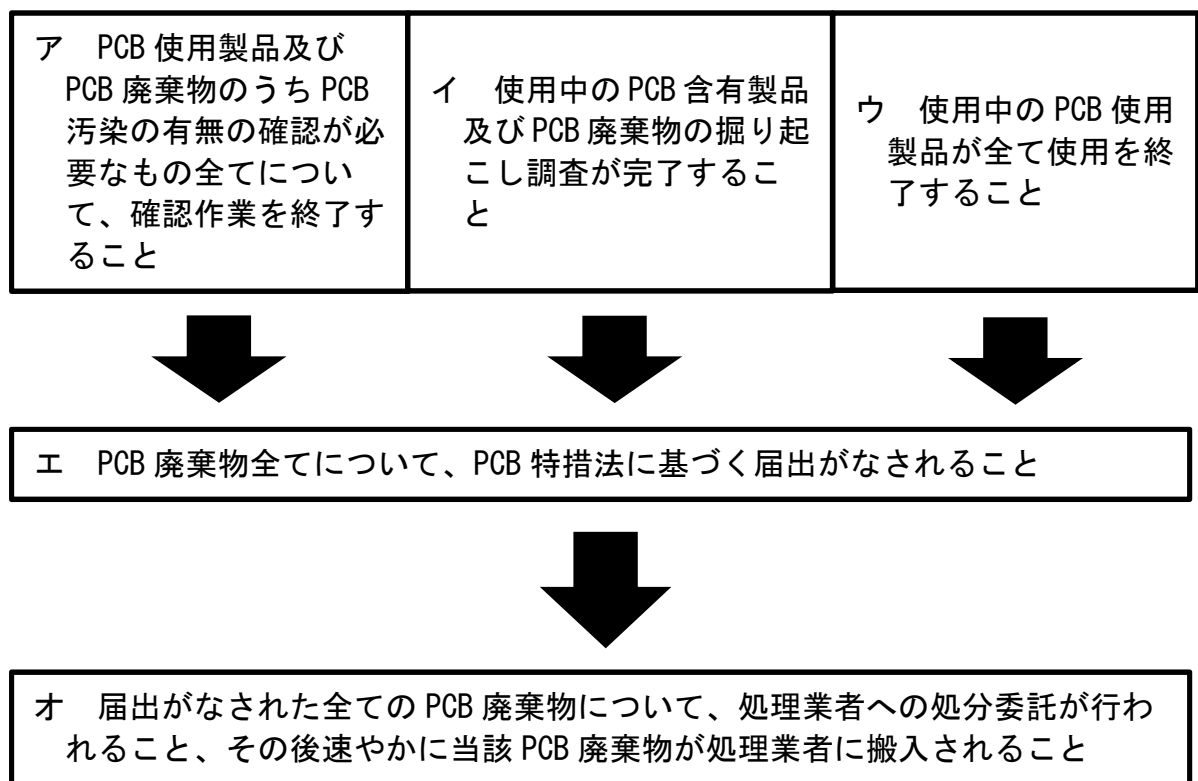 ア　PCB 使用製品及び
PCB 廃棄物のうち PCB
汚染の有無の確認が必
要なもの全てについ
て、確認作業を終了す
ること
イ　使用中の PCB 含有製品
及び PCB 廃棄物の掘り起
こし調査が完了するこ
と
ウ　使用中の PCB 使用
製品が全て使用を終
了すること
エ　PCB 廃棄物全てについて、PCB 特措法に基づく届出がなされること
オ　届出がなされた全ての PCB 廃棄物について、処理業者への処分委託が行わ
れること、その後速やかに当該 PCB 廃棄物が処理業者に搬入されること